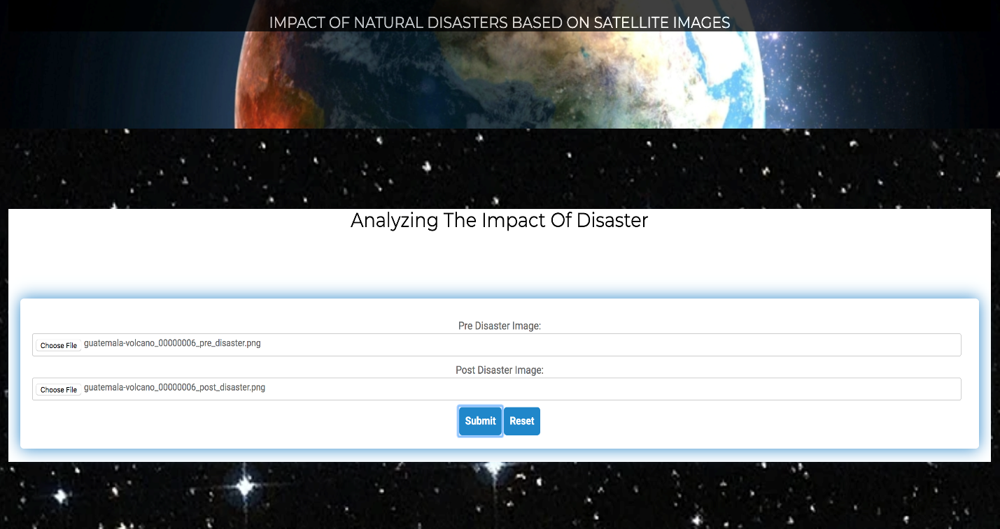 IMPACT OF NATURAL DISASTERS BASED ON SATELLITE IMAGES
Analyzing The Impact Of Disaster
Pre Disaster Image:
Choose File guatemala-volcano_00000006_pre_disaster.png
Post Disaster Image:
Choose File guatemala-volcano_00000006_post_disaster.png
Submit Reset